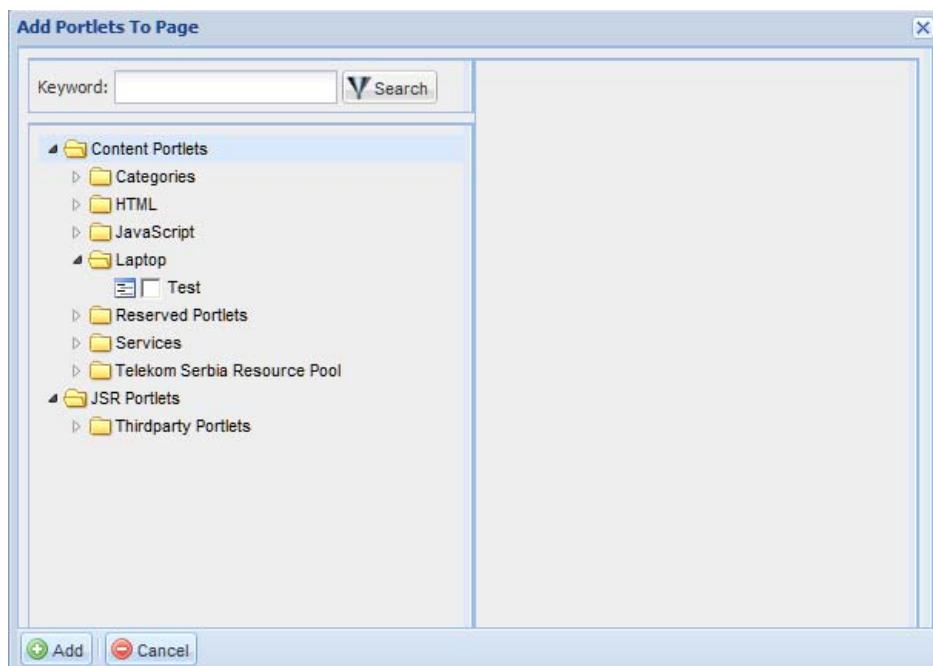 Add Portlets To Page
Keyword: Search
Content Portlets
Categories
HTML
JavaScript
Laptop
Test
Reserved Portlets
Services
Telekom Serbia Resource Pool
JSR Portlets
Thirdparty Portlets
Add Cancel